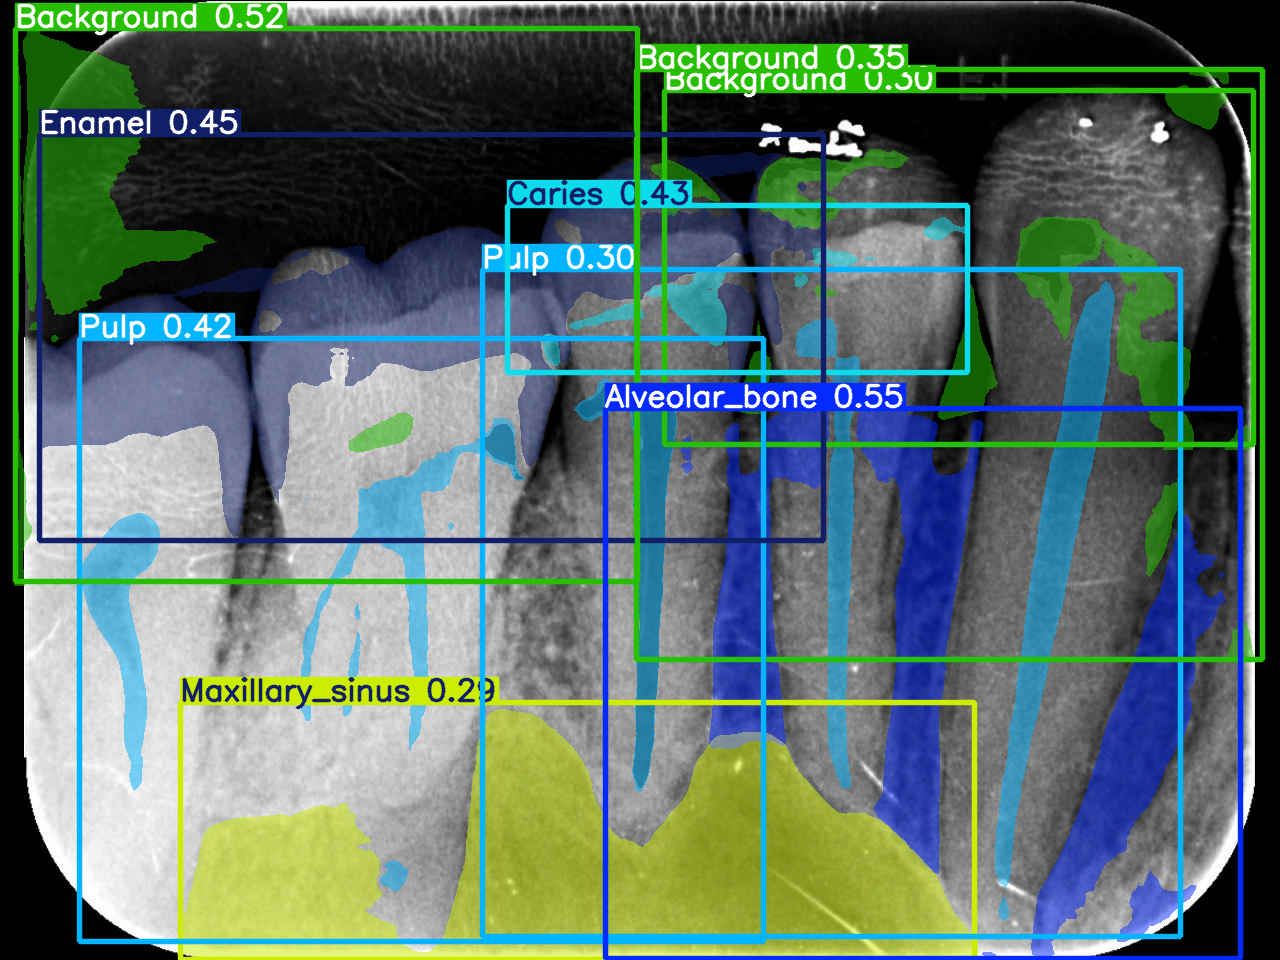 Background 0.52
Background 0.35
Background 0.30
Enamel 0.45
Caries 0.43
Pulp 0.30
Pulp 0.42
Alveolar_bone 0.55
Maxillary_sinus 0.29